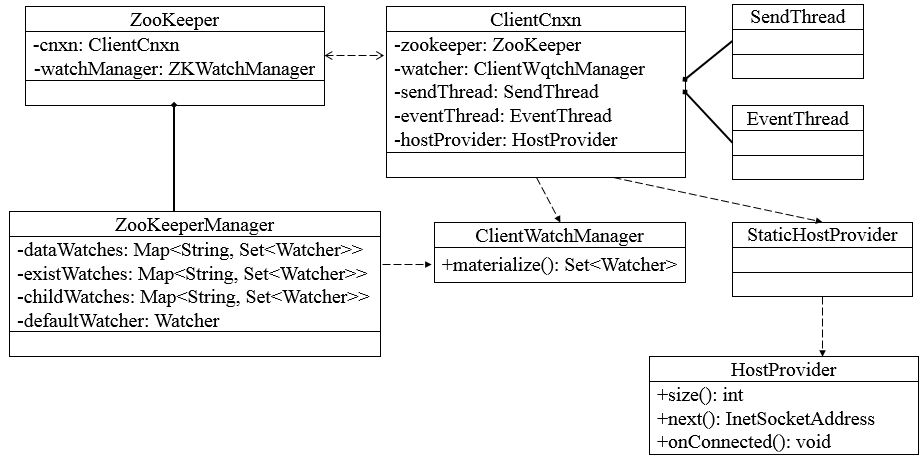 ZooKeeper
-cnxn: ClientCnxn
-watchManager: ZKWatchManager
ClientCnxn
-zookeeper: ZooKeeper
-watcher: ClientWqtchManager
-sendThread: SendThread
-eventThread: EventThread
-hostProvider: HostProvider
SendThread
EventThread
ZooKeeperManager
-dataWatches: Map<String, Set<Watcher>>
-existWatches: Map<String, Set<Watcher>>
-childWatches: Map<String, Set<Watcher>>
-defaultWatcher: Watcher
ClientWatchManager
+materialize(): Set<Watcher>
StaticHostProvider
HostProvider
+size(): int
+next(): InetSocketAddress
+onConnected(): void